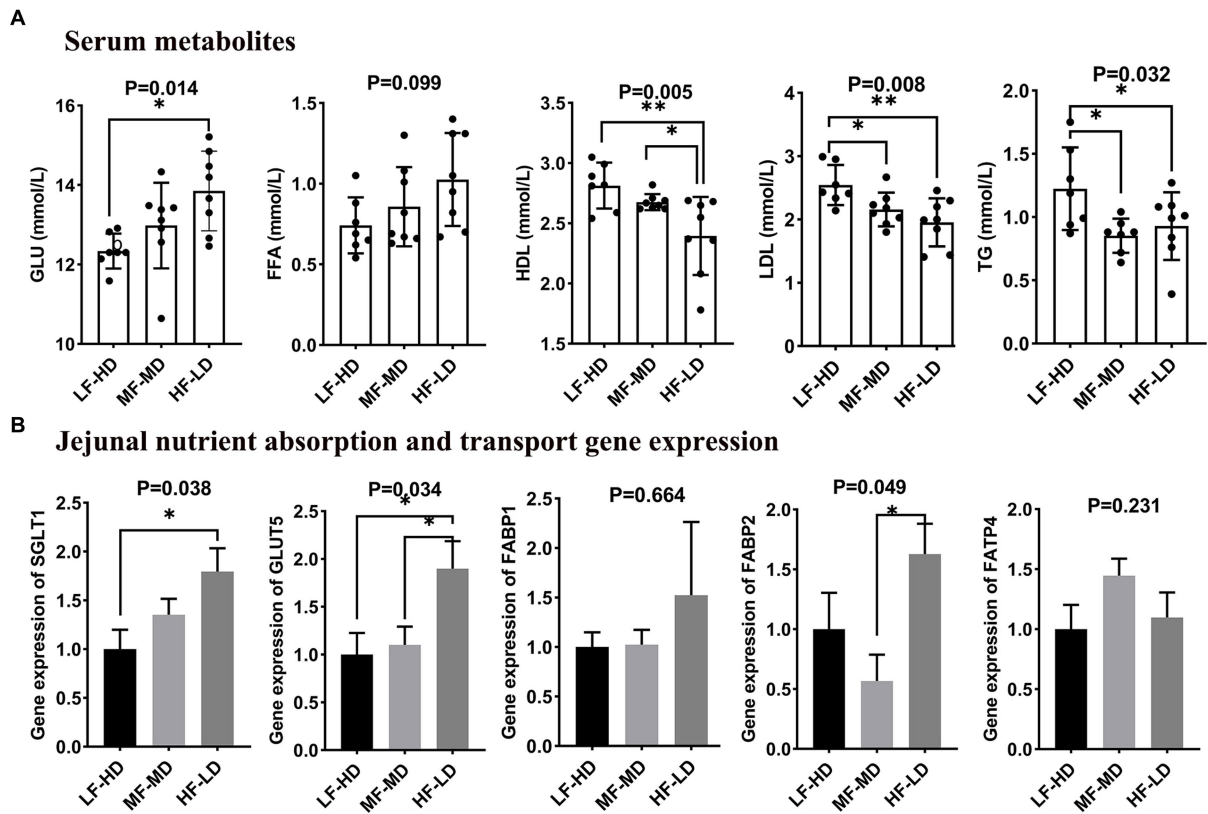 A
Serum metabolites
P=0.014
*
GLU (mmol/L)
16
14
12
10
LF-HD
MF-MD
HF-LD
P=0.099
FFA (mmol/L)
1.5
1.0
0.5
0.0
LF-HD
MF-MD
HF-LD
P=0.005
**
*
HDL (mmol/L)
3.5
3.0
2.5
2.0
1.5
LF-HD
MF-MD
HF-LD
P=0.008
**
*
LDL (mmol/L)
4
3
2
1
0
LF-HD
MF-MD
HF-LD
P=0.032
*
*
TG (mmol/L)
2.0
1.5
1.0
0.5
0.0
LF-HD
MF-MD
HF-LD
B
Jejunal nutrient absorption and transport gene expression
P=0.038
*
Gene expression of SGLT1
2.5
2.0
1.5
1.0
0.5
0.0
LF-HD
MF-MD
HF-LD
P=0.034
*
*
Gene expression of GLUT5
2.5
2.0
1.5
1.0
0.5
0.0
LF-HD
MF-MD
HF-LD
P=0.664
Gene expression of FABP1
2.5
2.0
1.5
1.0
0.5
0.0
LF-HD
MF-MD
HF-LD
P=0.049
*
Gene expression of FABP2
2.0
1.5
1.0
0.5
0.0
LF-HD
MF-MD
HF-LD
P=0.231
Gene expression of FATP4
2.0
1.5
1.0
0.5
0.0
LF-HD
MF-MD
HF-LD